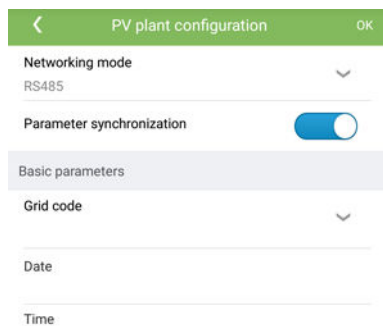 PV plant configuration OK
Networking mode
RS485
Parameter synchronization
Basic parameters
Grid code
Date
Time